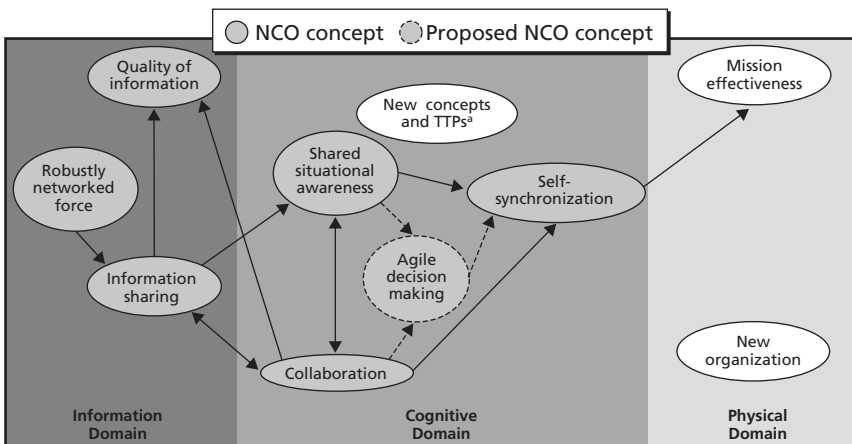 NCO concept
Proposed NCO concept
Quality of
information
Mission
effectiveness
New concepts
and TTPsª
Robustly
networked
force
Shared
situational
awareness
Self-
synchronization
Information
sharing
Agile
decision
making
Collaboration
New
organization
Information
Domain
Cognitive
Domain
Physical
Domain